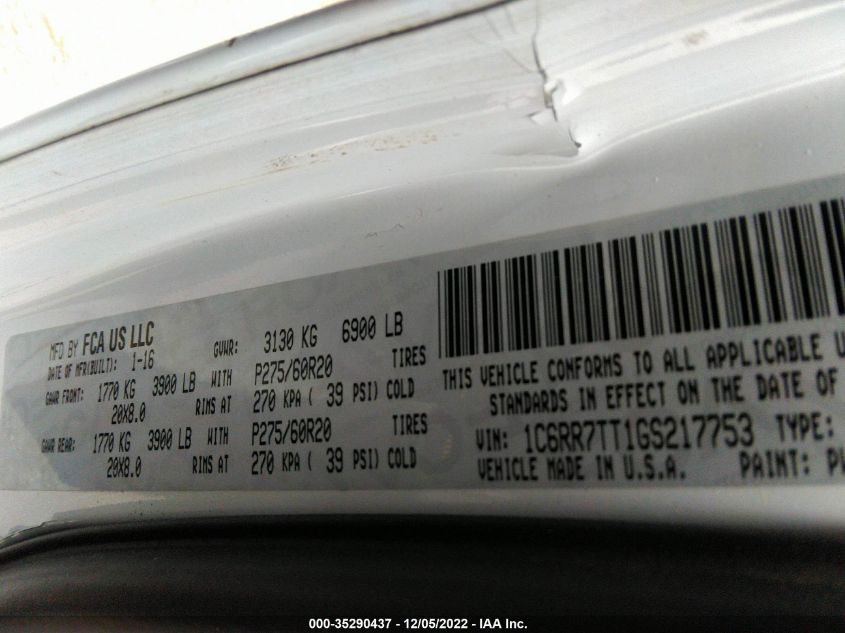 MFD BY FCA US LLC
DATE OF MFR(BUILT): 1-16 GVWR: 3130 KG 6900 LB
GAWR FRONT: 1770 KG 3900 LB WITH P275/60R20 TIRES
20X8.0 RIMS AT 270 KPA ( 39 PSI) COLD
GAWR REAR: 1770 KG 3900 LB WITH P275/60R20 TIRES
20X8.0 RIMS AT 270 KPA ( 39 PSI) COLD
THIS VEHICLE CONFORMS TO ALL APPLICABLE U
STANDARDS IN EFFECT ON THE DATE OF
VIN: 1C6RR7TT1GS217753 TYPE:
VEHICLE MADE IN U.S.A. PAINT: PW
000-35290437 - 12/05/2022 - IAA Inc.